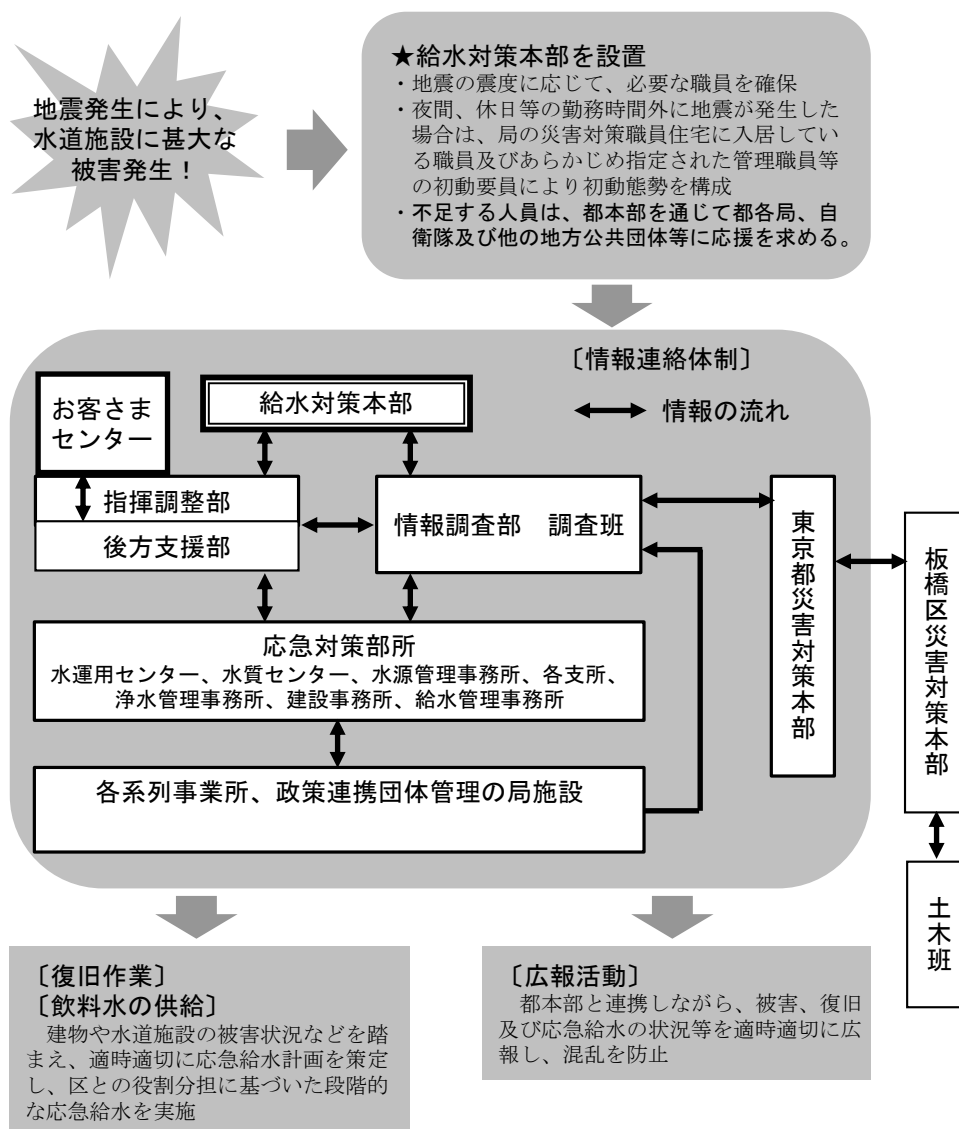 地震発生により、
水道施設に甚大な
被害発生！
★給水対策本部を設置
・地震の震度に応じて、必要な職員を確保
・夜間、休日等の勤務時間外に地震が発生した
場合は、局の災害対策職員住宅に入居してい
る職員及びあらかじめ指定された管理職員等
の初動要員により初動態勢を構成
・不足する人員は、都本部を通じて都各局、自
衛隊及び他の地方公共団体等に応援を求める。
〔情報連絡体制〕
情報の流れ
お客さま
センター
給水対策本部
指揮調整部
後方支援部
情報調査部　調査班
東京都災害対策本部
板橋区災害対策本部
応急対策部所
水運用センター、水質センター、水源管理事務所、各支所、
浄水管理事務所、建設事務所、給水管理事務所
各系列事業所、政策連携団体管理の局施設
土木班
〔復旧作業〕
〔飲料水の供給〕
建物や水道施設の被害状況などを踏
まえ、適時適切に応急給水計画を策定
し、区との役割分担に基づいた段階的
な応急給水を実施
〔広報活動〕
都本部と連携しながら、被害、復旧
及び応急給水の状況等を適時適切に広
報し、混乱を防止